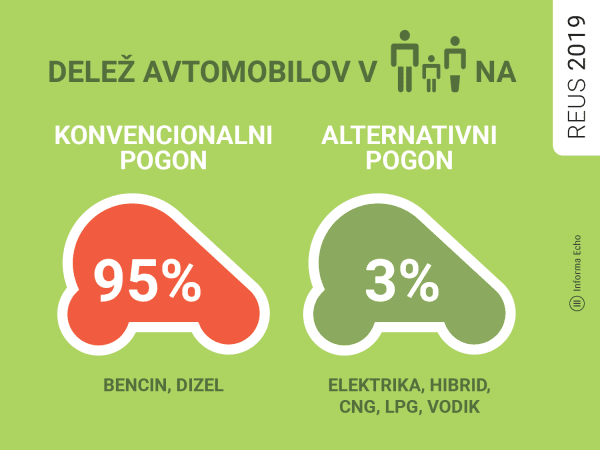 DELEŽ AVTOMOBILOV V NA
KONVENCIONALNI
POGON
95%
BENCIN, DIZEL
ALTERNATIVNI
POGON
3%
ELEKTRIKA, HIBRID,
CNG, LPG, VODIK
REUS 2019
Informa Echo